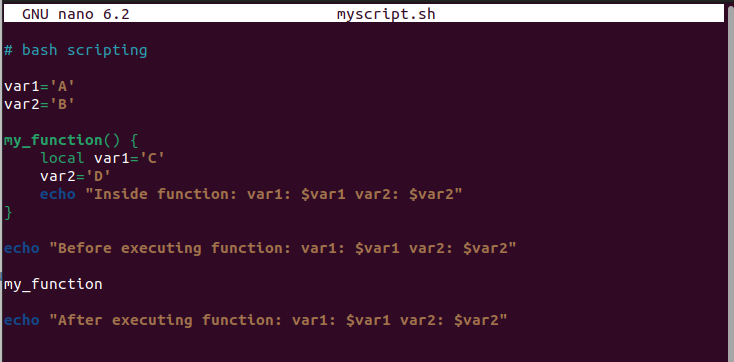 GNU nano 6.2 myscript.sh
# bash scripting
var1='A'
var2='B'
my_function() {
    local var1='C'
    var2='D'
    echo "Inside function: var1: $var1 var2: $var2"
}
echo "Before executing function: var1: $var1 var2: $var2"
my_function
echo "After executing function: var1: $var1 var2: $var2"